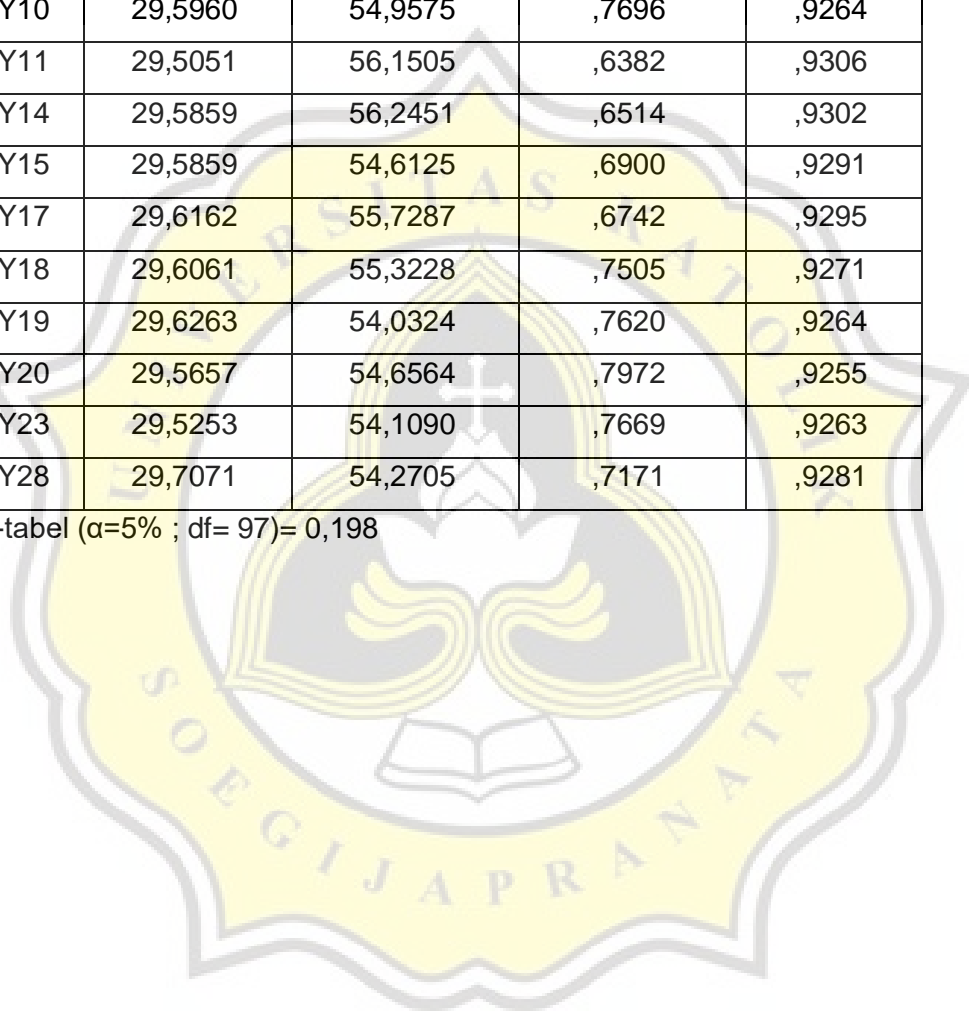 Y10 29,5960 54,9575 ,7696 ,9264
Y11 29,5051 56,1505 ,6382 ,9306
Y14 29,5859 56,2451 ,6514 ,9302
Y15 29,5859 54,6125 ,6900 ,9291
Y17 29,6162 55,7287 ,6742 ,9295
Y18 29,6061 55,3228 ,7505 ,9271
Y19 29,6263 54,0324 ,7620 ,9264
Y20 29,5657 54,6564 ,7972 ,9255
Y23 29,5253 54,1090 ,7669 ,9263
Y28 29,7071 54,2705 ,7171 ,9281
-tabel (α=5% ; df= 97)= 0,198
KATOLIK
SOEGIJAPRANATA